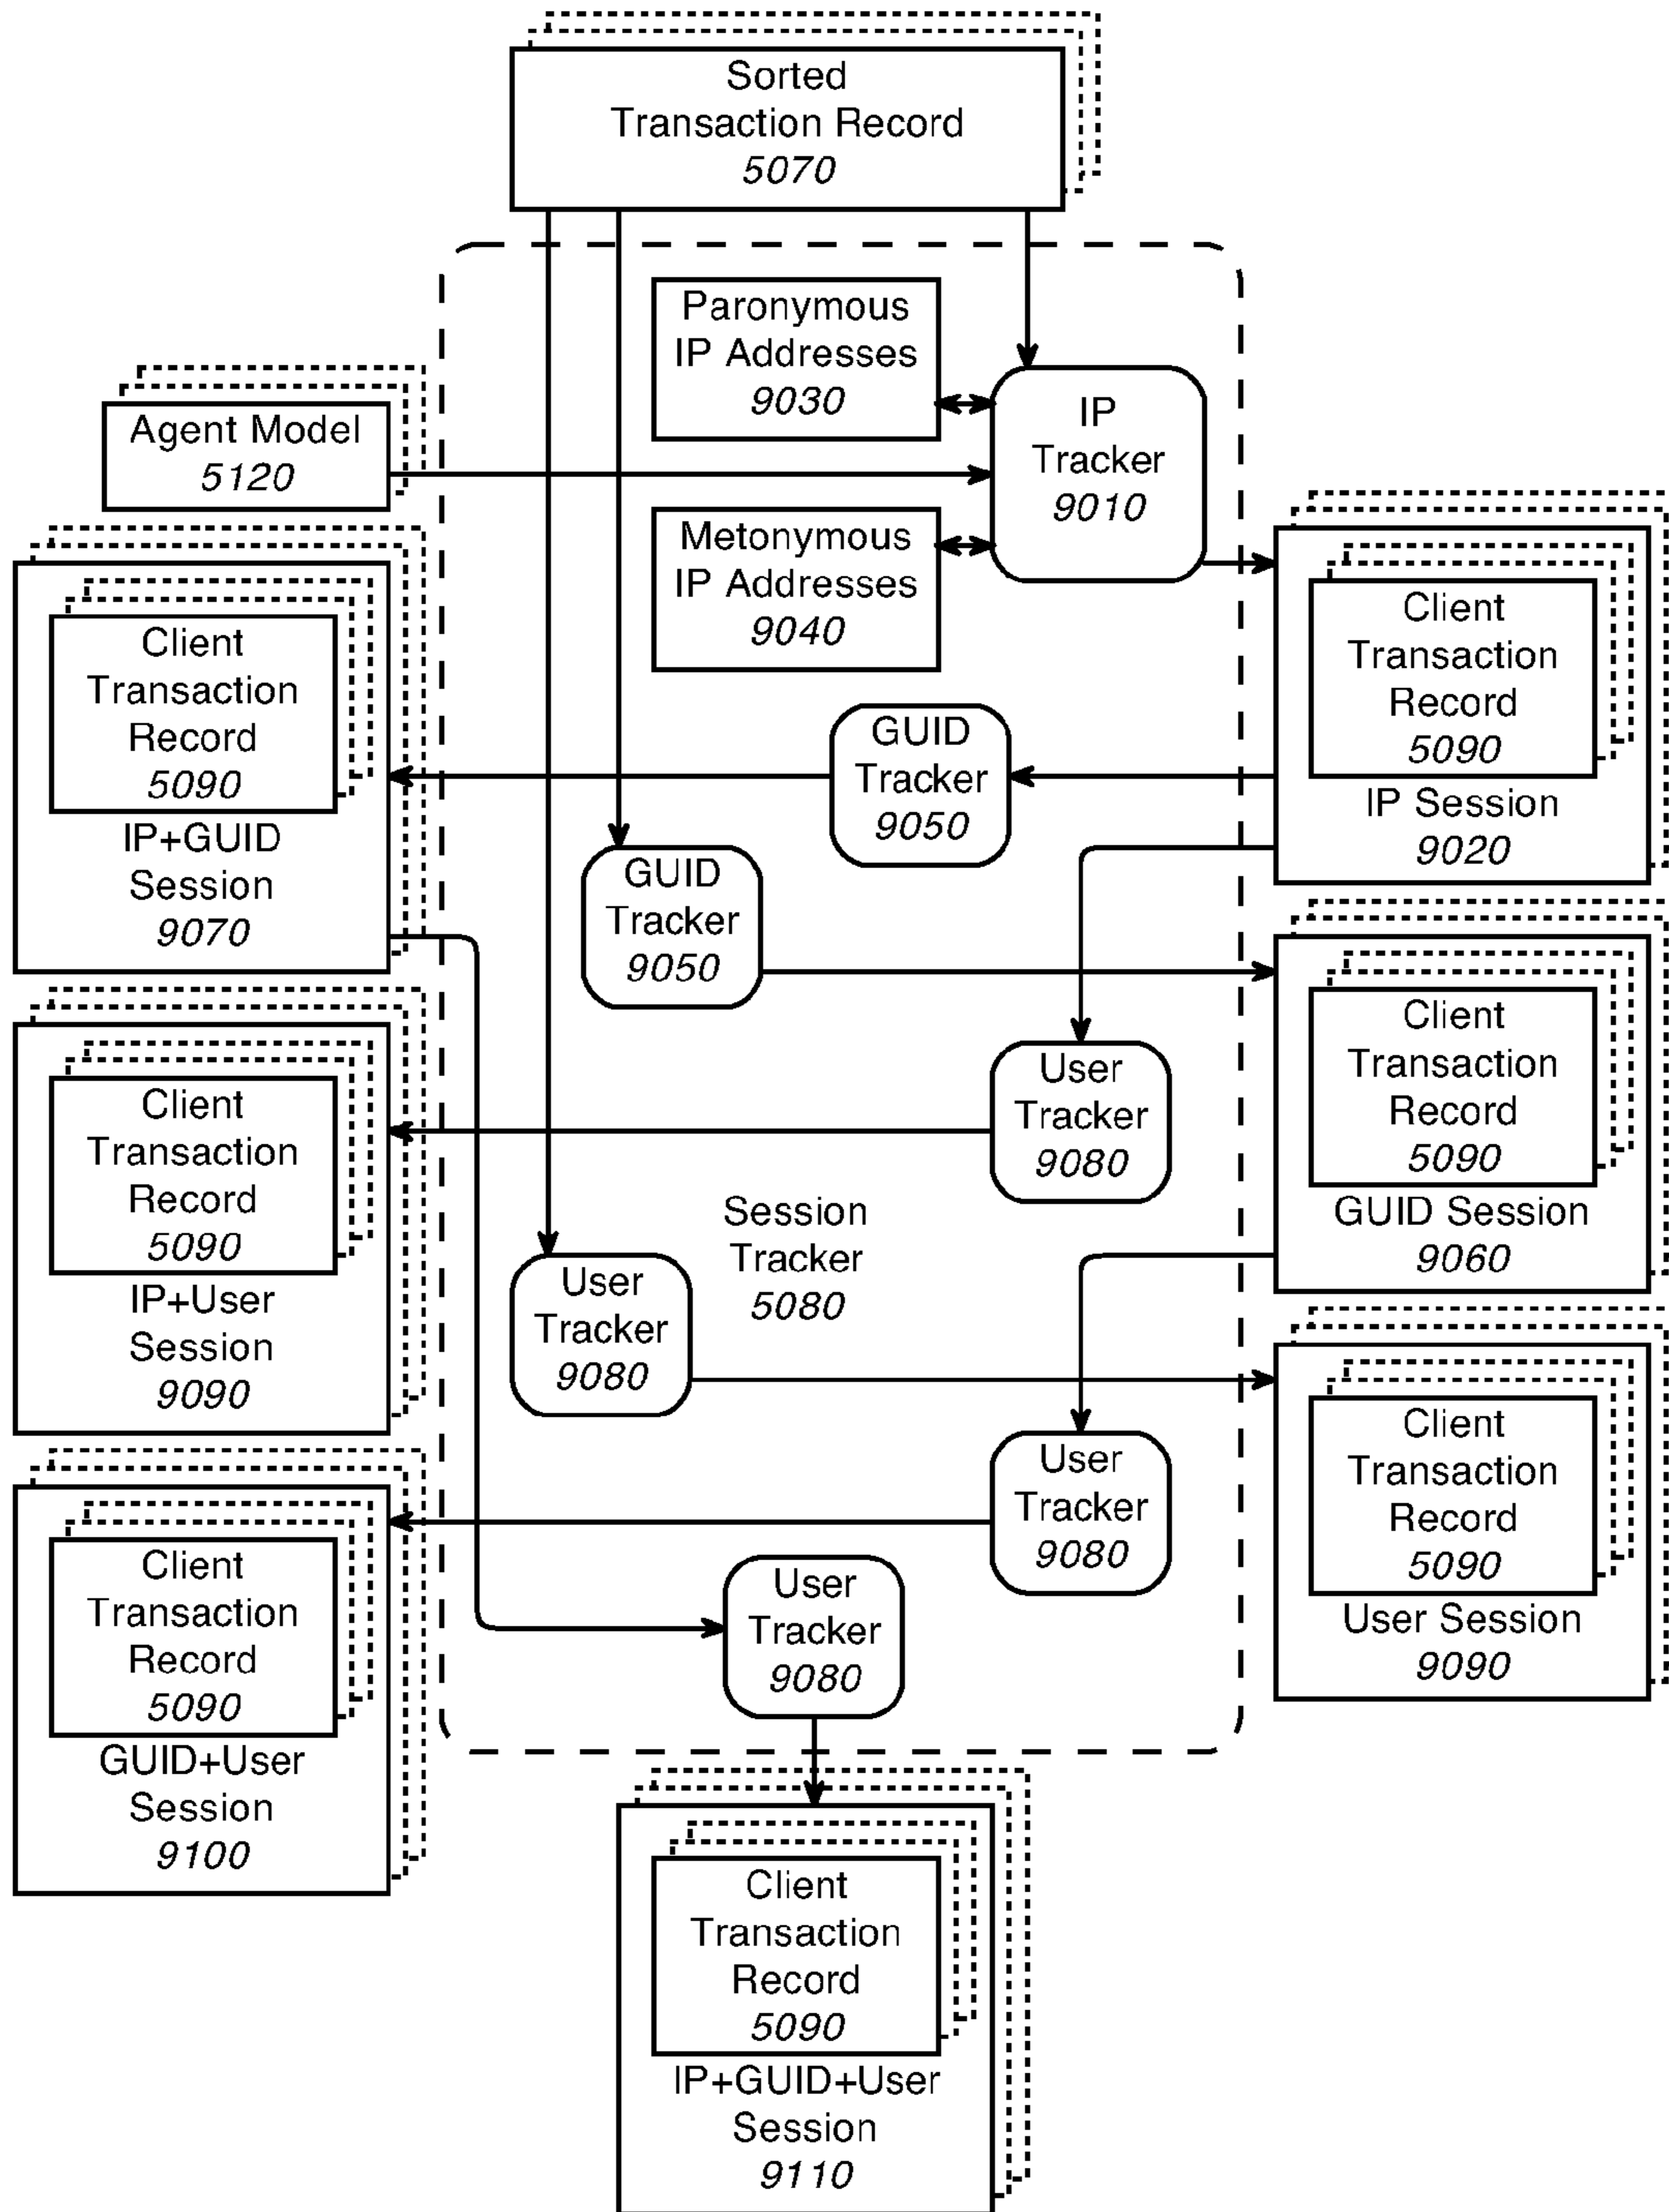 Sorted
Transaction Record
5070
Paronymous
IP Addresses
9030
IP
Tracker
9010
Agent Model
5120
Metonymous
IP Addresses
9040
Client
Transaction
Record
5090
IP+GUID
Session
9070
Client
Transaction
Record
5090
IP Session
9020
GUID
Tracker
9050
GUID
Tracker
9050
Client
Transaction
Record
5090
GUID Session
9060
User
Tracker
9080
Client
Transaction
Record
5090
IP+User
Session
9090
Session
Tracker
5080
User
Tracker
9080
Client
Transaction
Record
5090
User Session
9090
User
Tracker
9080
Client
Transaction
Record
5090
GUID+User
Session
9100
User
Tracker
9080
Client
Transaction
Record
5090
IP+GUID+User
Session
9110